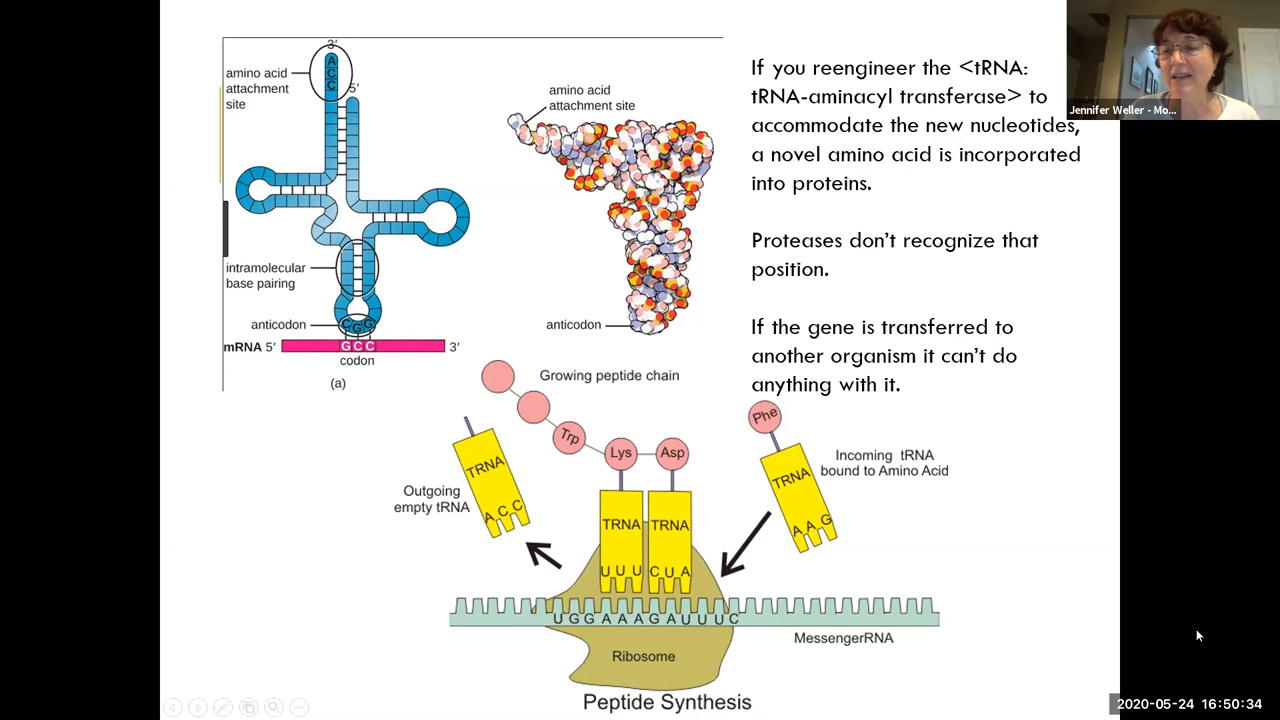 3'
A
C
C
5'
amino acid
attachment
site
intramolecular
base pairing
anticodon
C G G
mRNA 5'
G C C
3'
codon
(a)
amino acid
attachment site
anticodon
If you reengineer the <tRNA:
tRNA-aminacyl transferase> to
accommodate the new nucleotides,
a novel amino acid is incorporated
into proteins.
Proteases don't recognize that
position.
If the gene is transferred to
another organism it can't do
anything with it.
Jennifer Weller - Mo...
Growing peptide chain
Trp
Lys
Asp
Phe
Incoming tRNA
bound to Amino Acid
Outgoing
empty tRNA
TRNA
A C C
TRNA
U U U
TRNA
C U A
TRNA
A A G
U G G A A A G A U U U C
MessengerRNA
Ribosome
Peptide Synthesis
2020-05-24 16:50:34